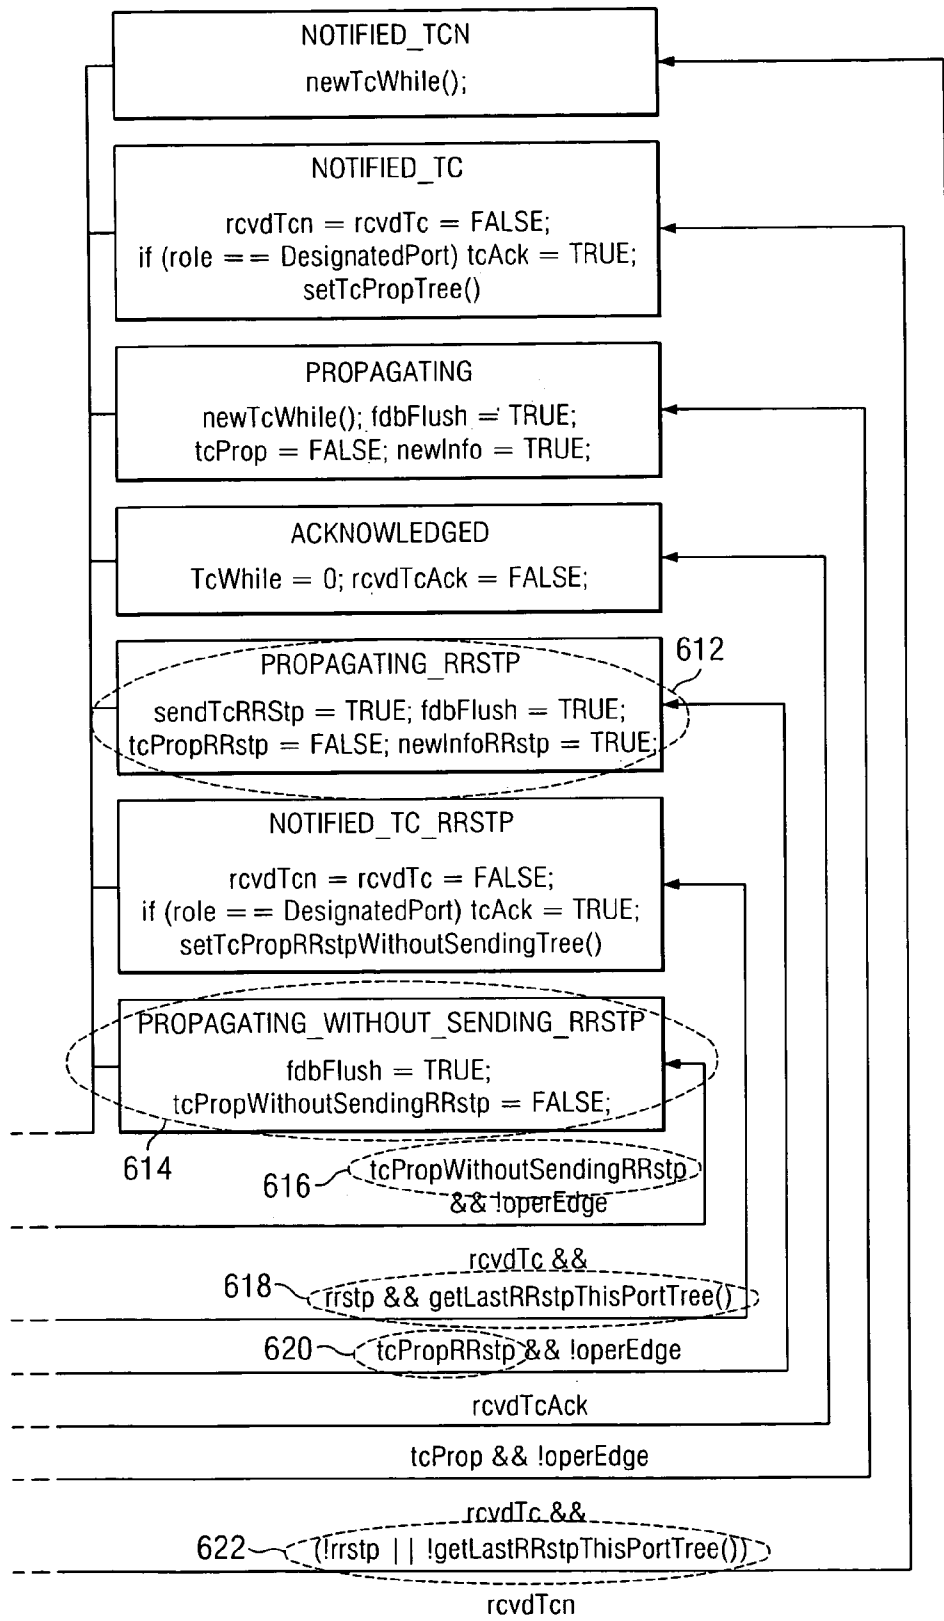 NOTIFIED_TCN
newTcWhile();
NOTIFIED_TC
rcvdTcn = rcvdTc = FALSE;
if (role == DesignatedPort) tcAck = TRUE;
setTcPropTree()
PROPAGATING
newTcWhile(); fdbFlush = TRUE;
tcProp = FALSE; newInfo = TRUE;
ACKNOWLEDGED
TcWhile = 0; rcvdTcAck = FALSE;
PROPAGATING_RRSTP
612
sendTcRRStp = TRUE; fdbFlush = TRUE;
tcPropRRstp = FALSE; newInfoRRstp = TRUE;
NOTIFIED_TC_RRSTP
rcvdTcn = rcvdTc = FALSE;
if (role == DesignatedPort) tcAck = TRUE;
setTcPropRRstpWithoutSendingTree()
PROPAGATING_WITHOUT_SENDING_RRSTP
fdbFlush = TRUE;
tcPropWithoutSendingRRstp = FALSE;
614
616 tcPropWithoutSendingRRstp
&& !operEdge
rcvdTc &&
618 rrstp && getLastRRstpThisPortTree()
620 tcPropRRstp && !operEdge
rcvdTcAck
tcProp && !operEdge
rcvdTc &&
622 (!rrstp || !getLastRRstpThisPortTree())
rcvdTcn